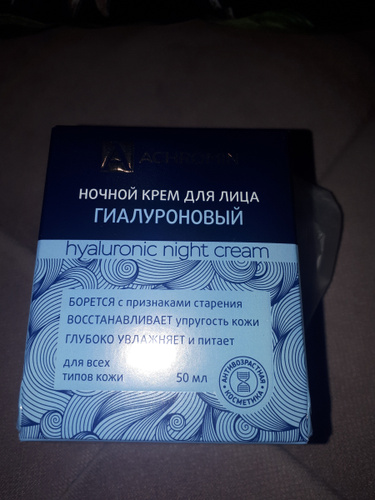 ACHROMIN
НОЧНОЙ КРЕМ ДЛЯ ЛИЦА
ГИАЛУРОНОВЫЙ
hyaluronic night cream
БОРЕТСЯ с признаками старения
ВОССТАНАВЛИВАЕТ упругость кожи
ГЛУБОКО УВЛАЖНЯЕТ и питает
для всех
типов кожи 50 мл
АНТИВОЗРАСТНАЯ
КОСМЕТИКА